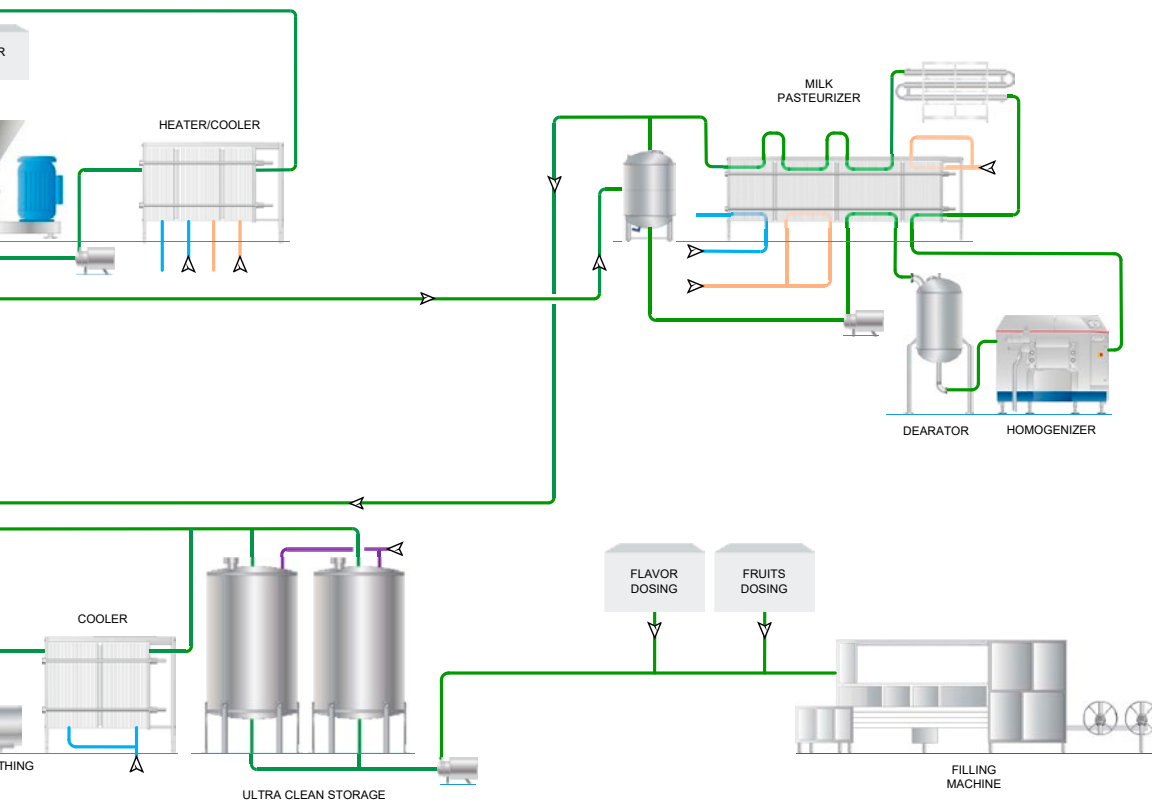 R
HEATER/COOLER
MILK
PASTEURIZER
DEARATOR
HOMOGENIZER
FLAVOR
DOSING
FRUITS
DOSING
COOLER
THING
ULTRA CLEAN STORAGE
FILLING
MACHINE